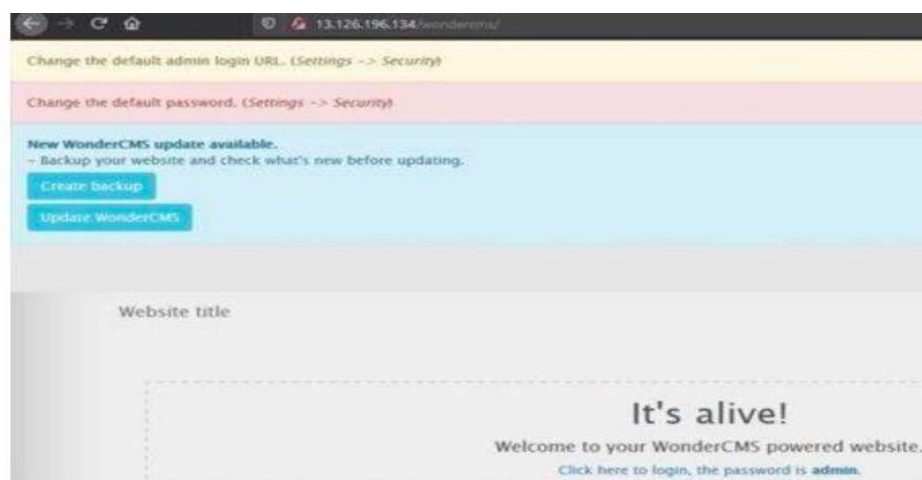 13.126.196.134/wondercms/
Change the default admin login URL. (Settings -> Security)
Change the default password. (Settings -> Security)
New WonderCMS update available.
- Backup your website and check what's new before updating.
Create backup
Update WonderCMS
Website title
It's alive!
Welcome to your WonderCMS powered website.
Click here to login, the password is admin.